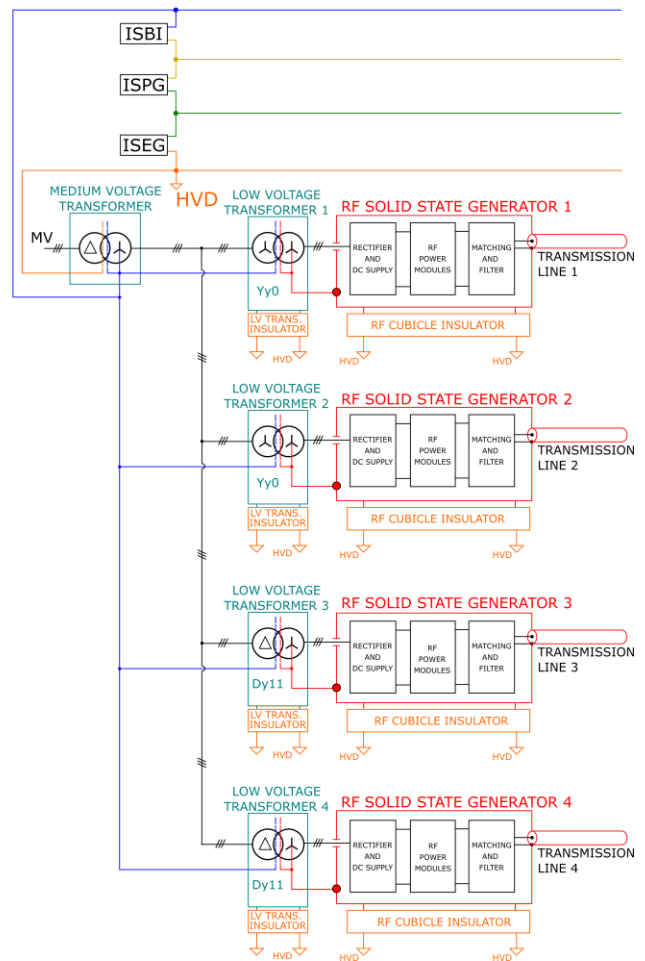 ISBI
ISPG
ISEG
HVD
MEDIUM VOLTAGE
TRANSFORMER
MV
LOW VOLTAGE
TRANSFORMER 1
Yy0
LV TRANS.
INSULATOR
HVD
RF SOLID STATE GENERATOR 1
RECTIFIER
AND
DC SUPPLY
RF
POWER
MODULES
MATCHING
AND
FILTER
TRANSMISSION
LINE 1
RF CUBICLE INSULATOR
HVD
HVD
LOW VOLTAGE
TRANSFORMER 2
Yy0
LV TRANS.
INSULATOR
HVD
RF SOLID STATE GENERATOR 2
RECTIFIER
AND
DC SUPPLY
RF
POWER
MODULES
MATCHING
AND
FILTER
TRANSMISSION
LINE 2
RF CUBICLE INSULATOR
HVD
HVD
LOW VOLTAGE
TRANSFORMER 3
Dy11
LV TRANS.
INSULATOR
HVD
RF SOLID STATE GENERATOR 3
RECTIFIER
AND
DC SUPPLY
RF
POWER
MODULES
MATCHING
AND
FILTER
TRANSMISSION
LINE 3
RF CUBICLE INSULATOR
HVD
HVD
LOW VOLTAGE
TRANSFORMER 4
Dy11
LV TRANS.
INSULATOR
HVD
RF SOLID STATE GENERATOR 4
RECTIFIER
AND
DC SUPPLY
RF
POWER
MODULES
MATCHING
AND
FILTER
TRANSMISSION
LINE 4
RF CUBICLE INSULATOR
HVD
HVD